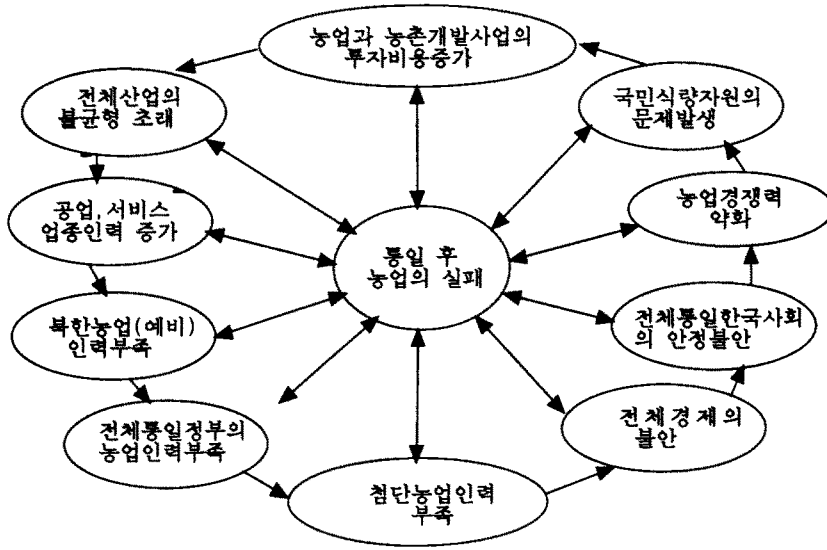 농업과 농촌개발사업의
투자비용증가
전체산업의
불균형 초래
국민식량자원의
문제발생
공업,서비스
업종인력 증가
농업경쟁력
약화
통일 후
농업의 실패
북한농업(예비)
인력부족
전체통일한국사회
의 안정불안
전체통일정부의
농업인력부족
전체경제의
불안
첨단농업인력
부족